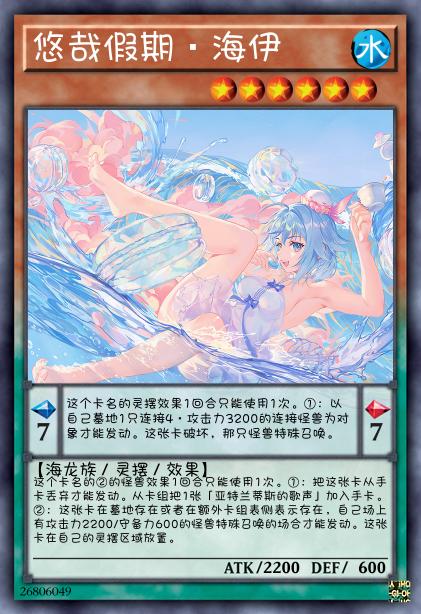 悠哉假期·海伊
水
这个卡名的灵摆效果1回合只能使用1次。①：以
自己墓地1只连接4·攻击力3200的连接怪兽为对
象才能发动。这张卡破坏，那只怪兽特殊召唤。
7
7
【海龙族/灵摆/效果】
这个卡名的②的怪兽效果1回合只能使用1次。①：把这张卡从手
卡丢弃才能发动。从卡组把1张「亚特兰蒂斯的歌声」加入手卡。
②：这张卡在墓地存在或者在额外卡组表侧表示存在，自己场上
有攻击力2200/守备力600的怪兽特殊召唤的场合才能发动。这张
卡在自己的灵摆区域放置。
ATK/2200 DEF/ 600
26806049